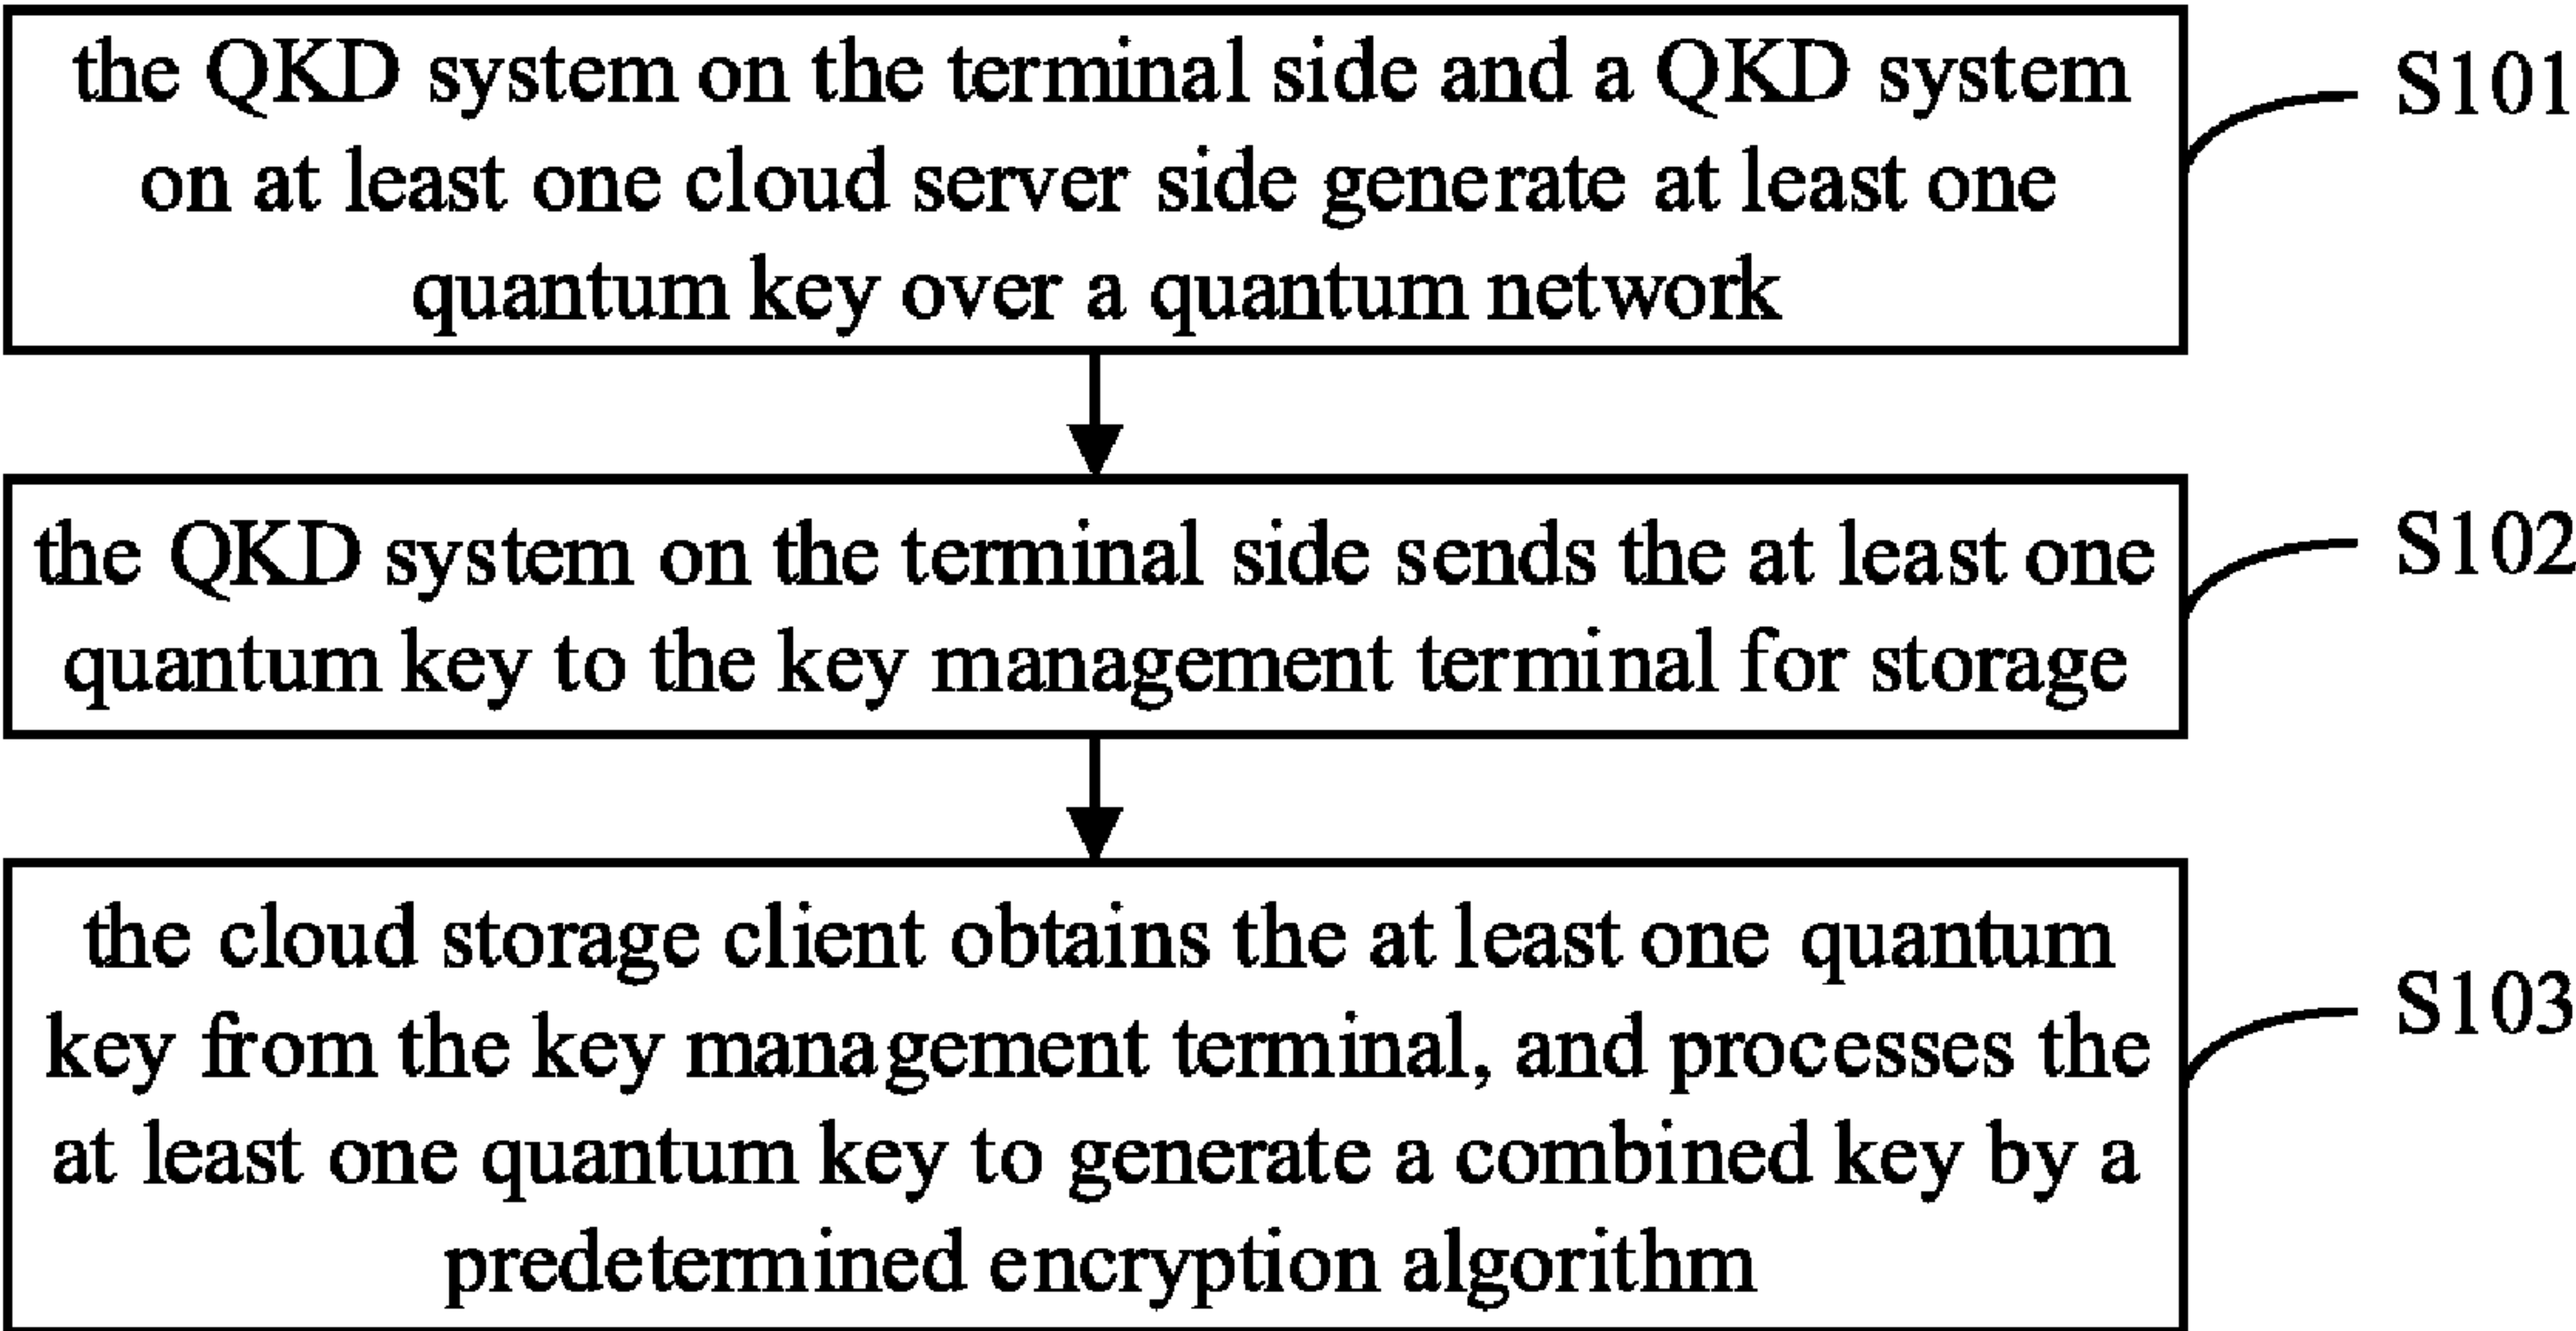 the QKD system on the terminal side and a QKD system
on at least one cloud server side generate at least one
quantum key over a quantum network
S101
the QKD system on the terminal side sends the at least one
quantum key to the key management terminal for storage
S102
the cloud storage client obtains the at least one quantum
key from the key management terminal, and processes the
at least one quantum key to generate a combined key by a
predetermined encryption algorithm
S103